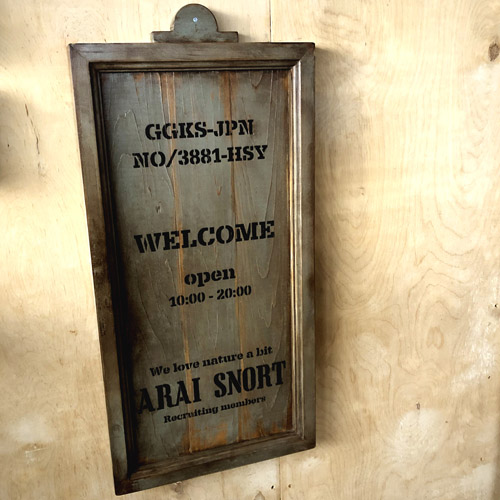 GGKS-JPN
NO/3881-HSY
WELCOME
open
10:00 - 20:00
We love nature a bit
ARAI SNORT
Recruiting members